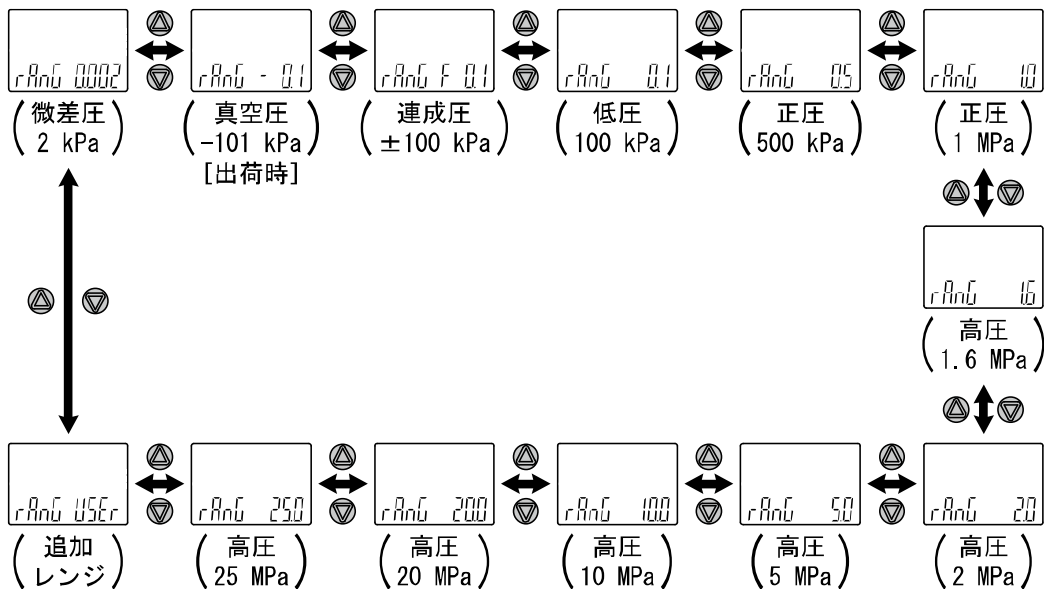 rAnG 0.002
(微差圧
2 kPa)
rAnG - 0.1
(真空圧
-101 kPa)
[出荷時]
rAnG F 0.1
(連成圧
±100 kPa)
rAnG 0.1
(低圧
100 kPa)
rAnG 0.5
(正圧
500 kPa)
rAnG 1.0
(正圧
1 MPa)
rAnG 1.6
(高圧
1.6 MPa)
rAnG USEr
(追加
レンジ)
rAnG 25.0
(高圧
25 MPa)
rAnG 20.0
(高圧
20 MPa)
rAnG 10.0
(高圧
10 MPa)
rAnG 5.0
(高圧
5 MPa)
rAnG 2.0
(高圧
2 MPa)